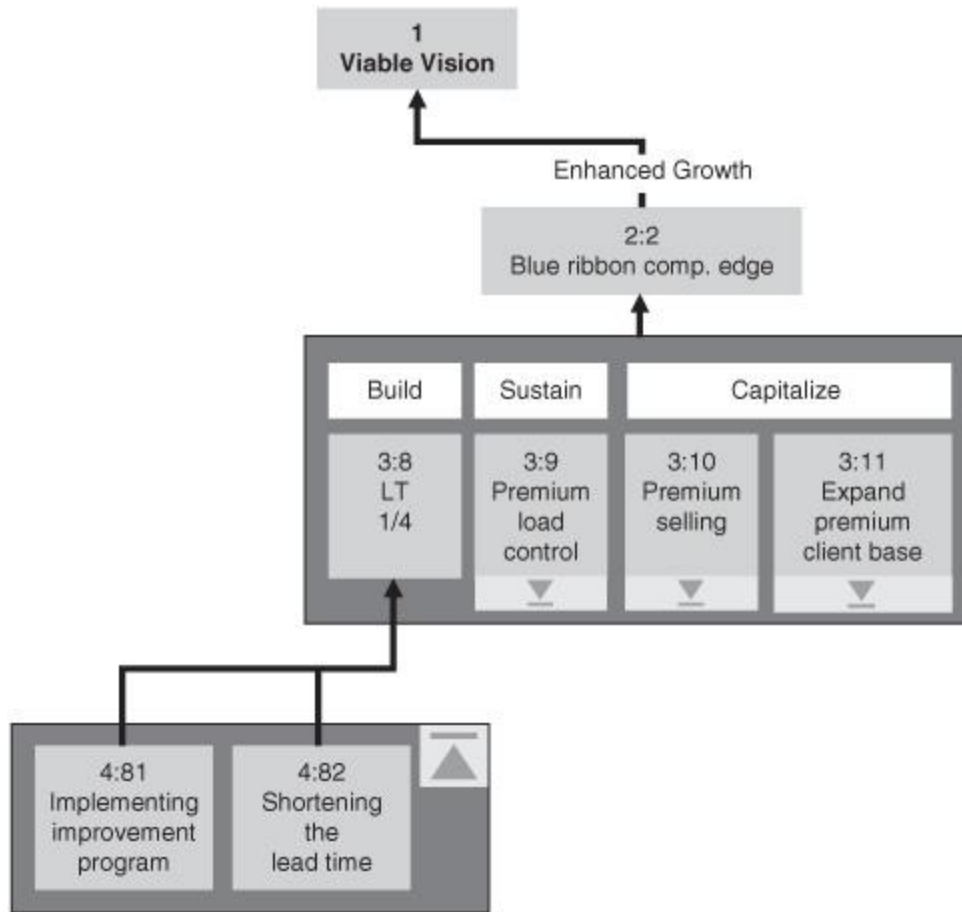 1
Viable Vision
Enhanced Growth
2:2
Blue ribbon comp. edge
Build
Sustain
Capitalize
3:8
LT
1/4
3:9
Premium
load
control
3:10
Premium
selling
3:11
Expand
premium
client base
4:81
Implementing
improvement
program
4:82
Shortening
the
lead time